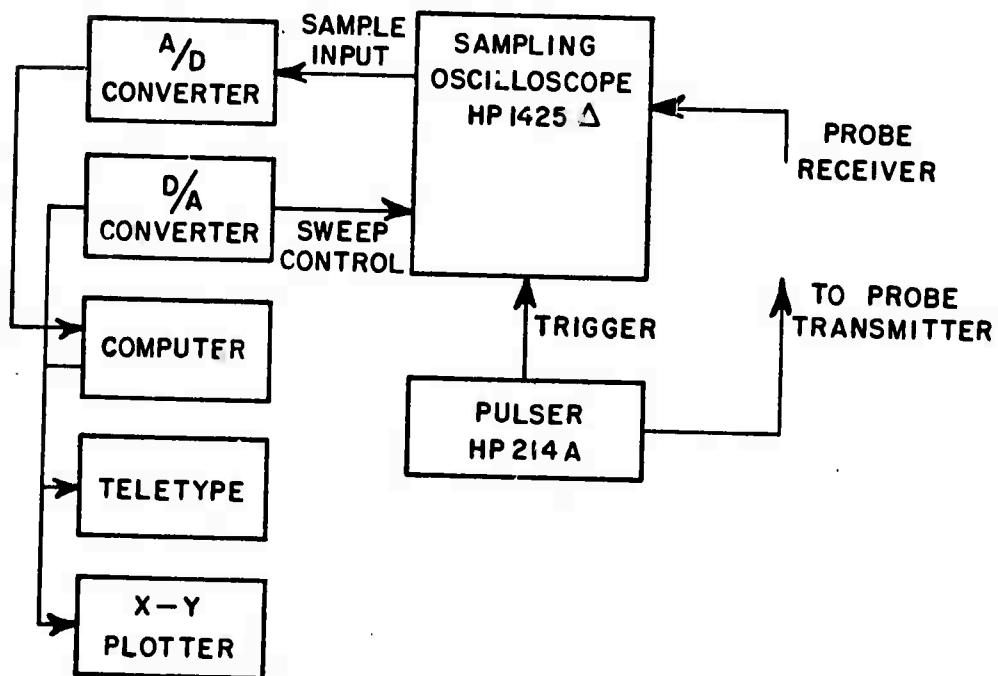 A/D
CONVERTER
SAMPLE
INPUT
SAMPLING
OSCILLOSCOPE
HP 1425 Δ
PROBE
RECEIVER
D/A
CONVERTER
SWEEP
CONTROL
COMPUTER
TRIGGER
TO PROBE
TRANSMITTER
PULSER
HP 214A
TELETYPE
X-Y
PLOTTER